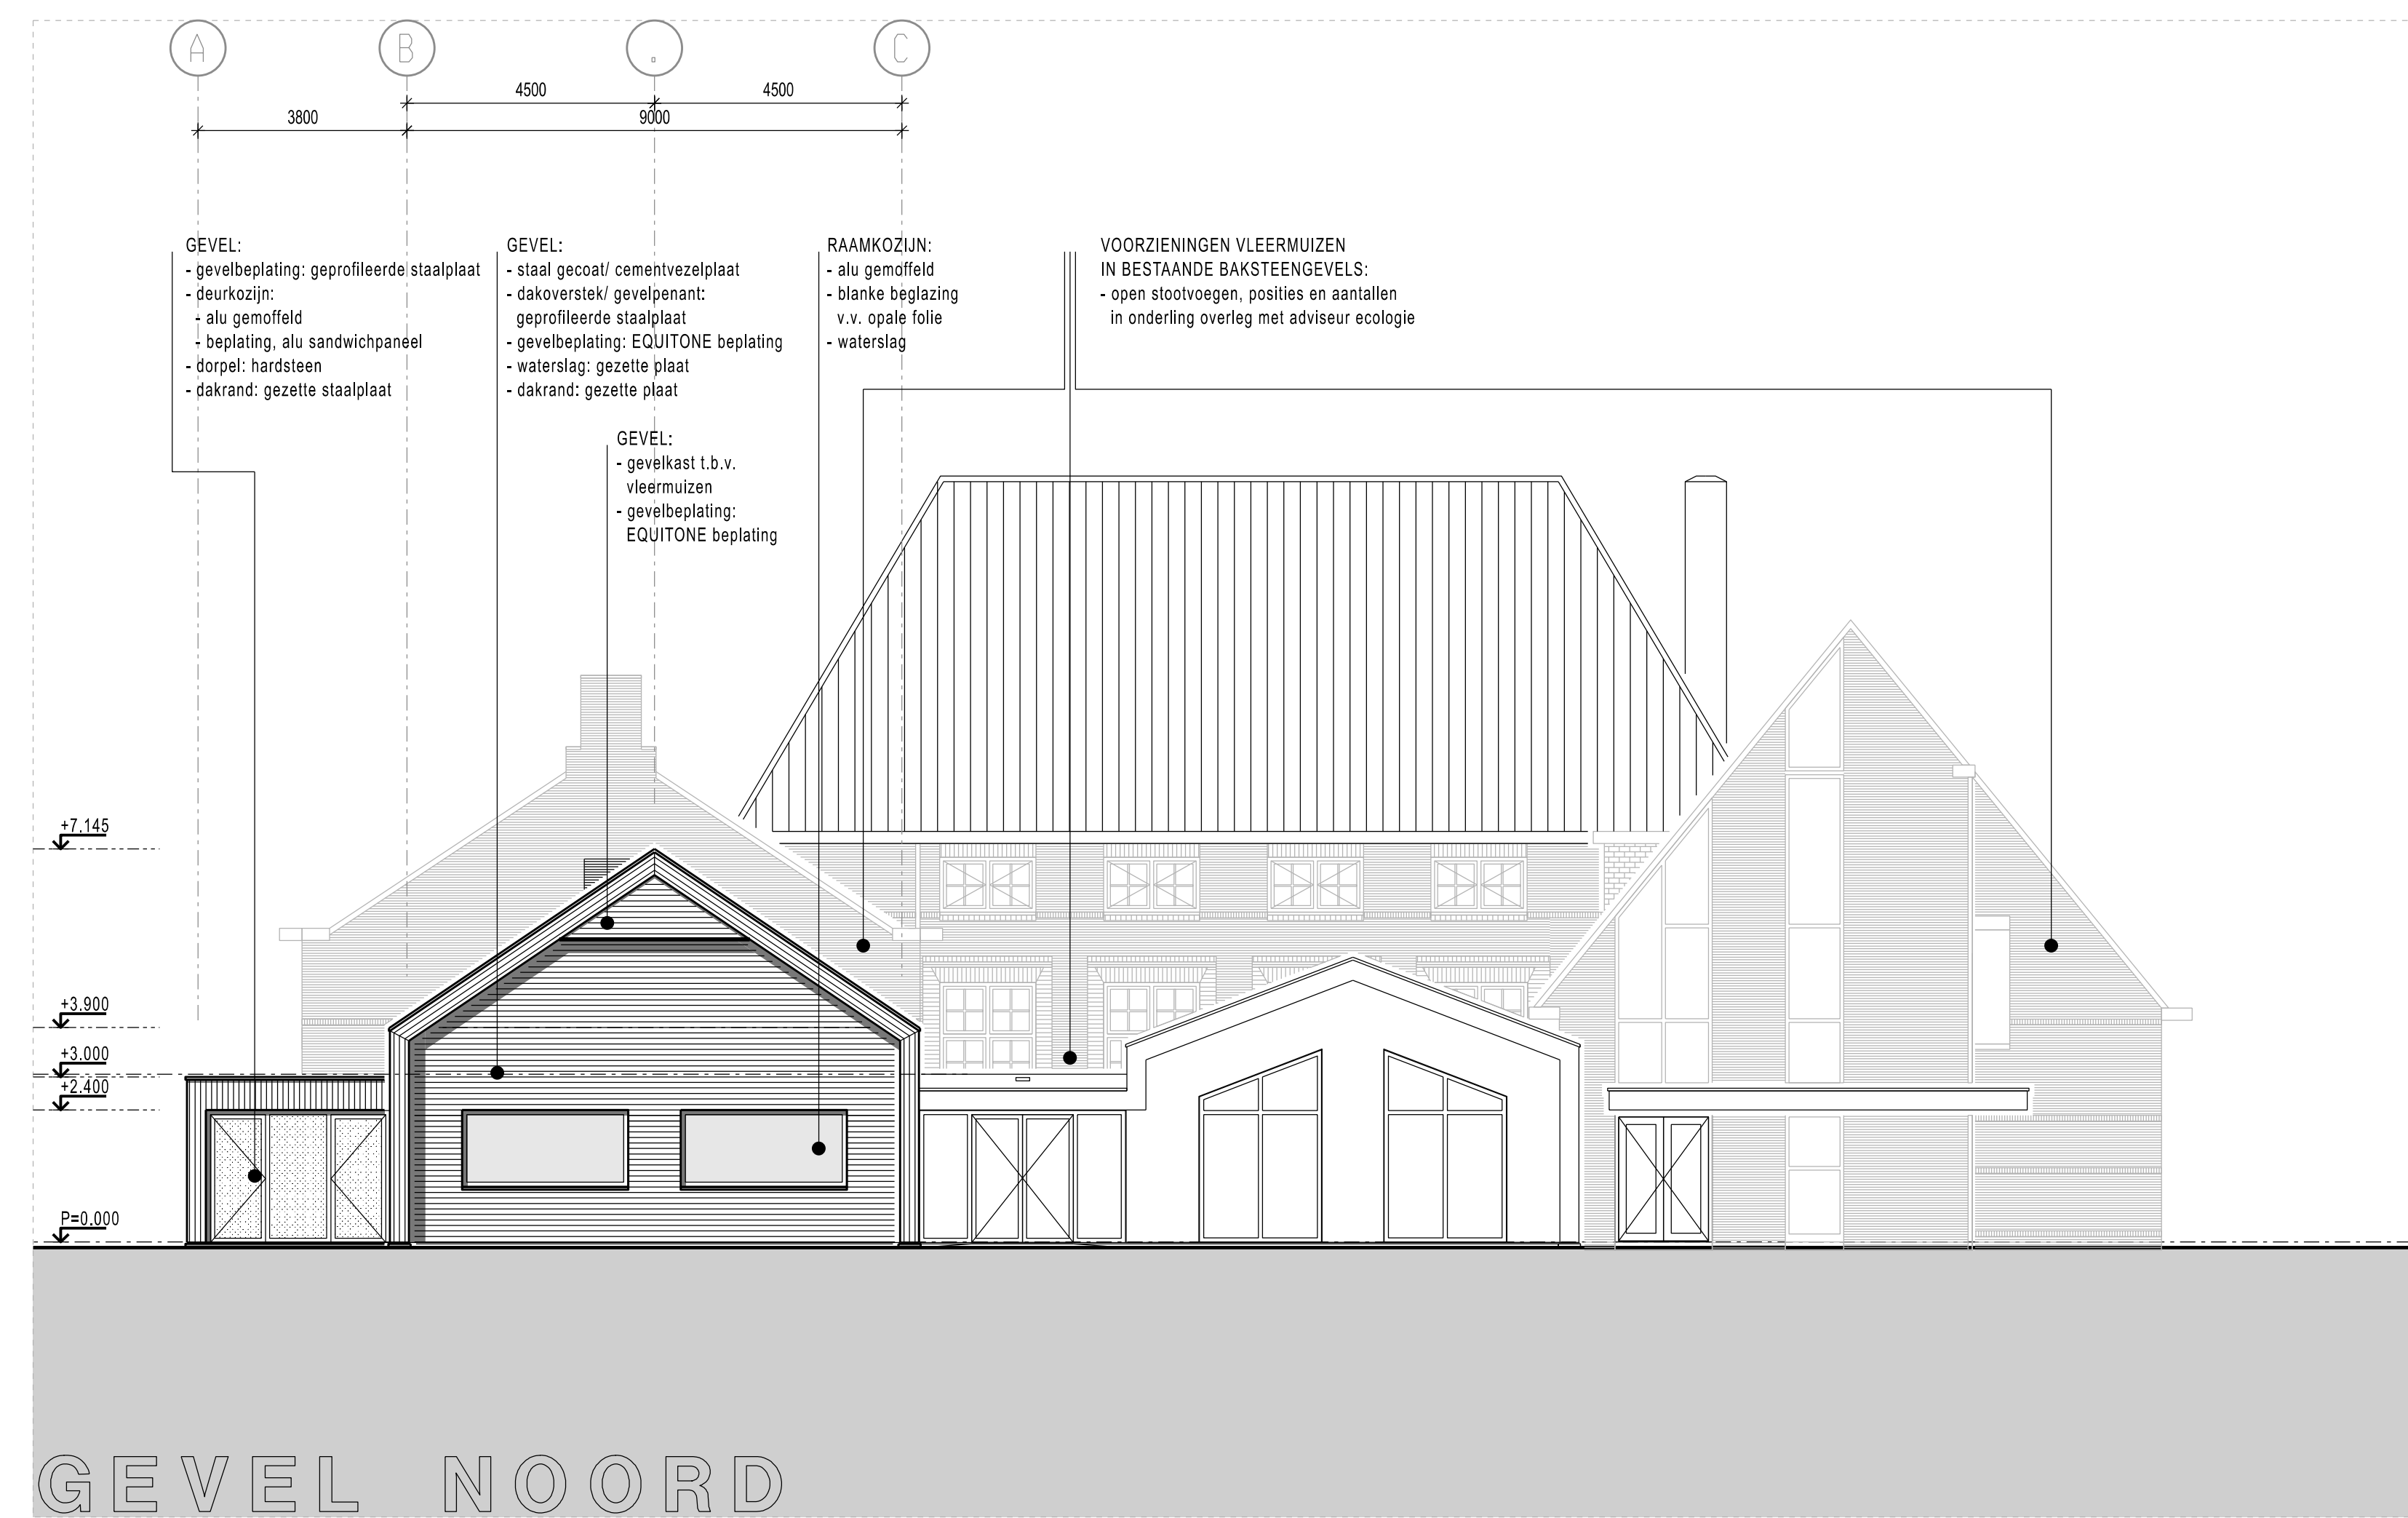 A
B
.
C
4500
4500
3800
9000
GEVEL:
- gevelbeplating: geprofileerde staalplaat
- deurkozijn:
- alu gemoffeld
- beplating, alu sandwichpaneel
- dorpel: hardsteen
- dakrand: gezette staalplaat
GEVEL:
- staal gecoat/ cementvezelplaat
- dakoverstek/ gevelpenant:
geprofileerde staalplaat
- gevelbeplating: EQUITONE beplating
- waterslag: gezette plaat
- dakrand: gezette plaat
GEVEL:
- gevelkast t.b.v.
vleermuizen
- gevelbeplating:
EQUITONE beplating
RAAMKOZIJN:
- alu gemoffeld
- blanke beglazing
v.v. opale folie
- waterslag
VOORZIENINGEN VLEERMUIZEN
IN BESTAANDE BAKSTEENGEVELS:
- open stootvoegen, posities en aantallen
in onderling overleg met adviseur ecologie
+7.145
+3.900
+3.000
+2.400
P=0.000
GEVEL NOORD